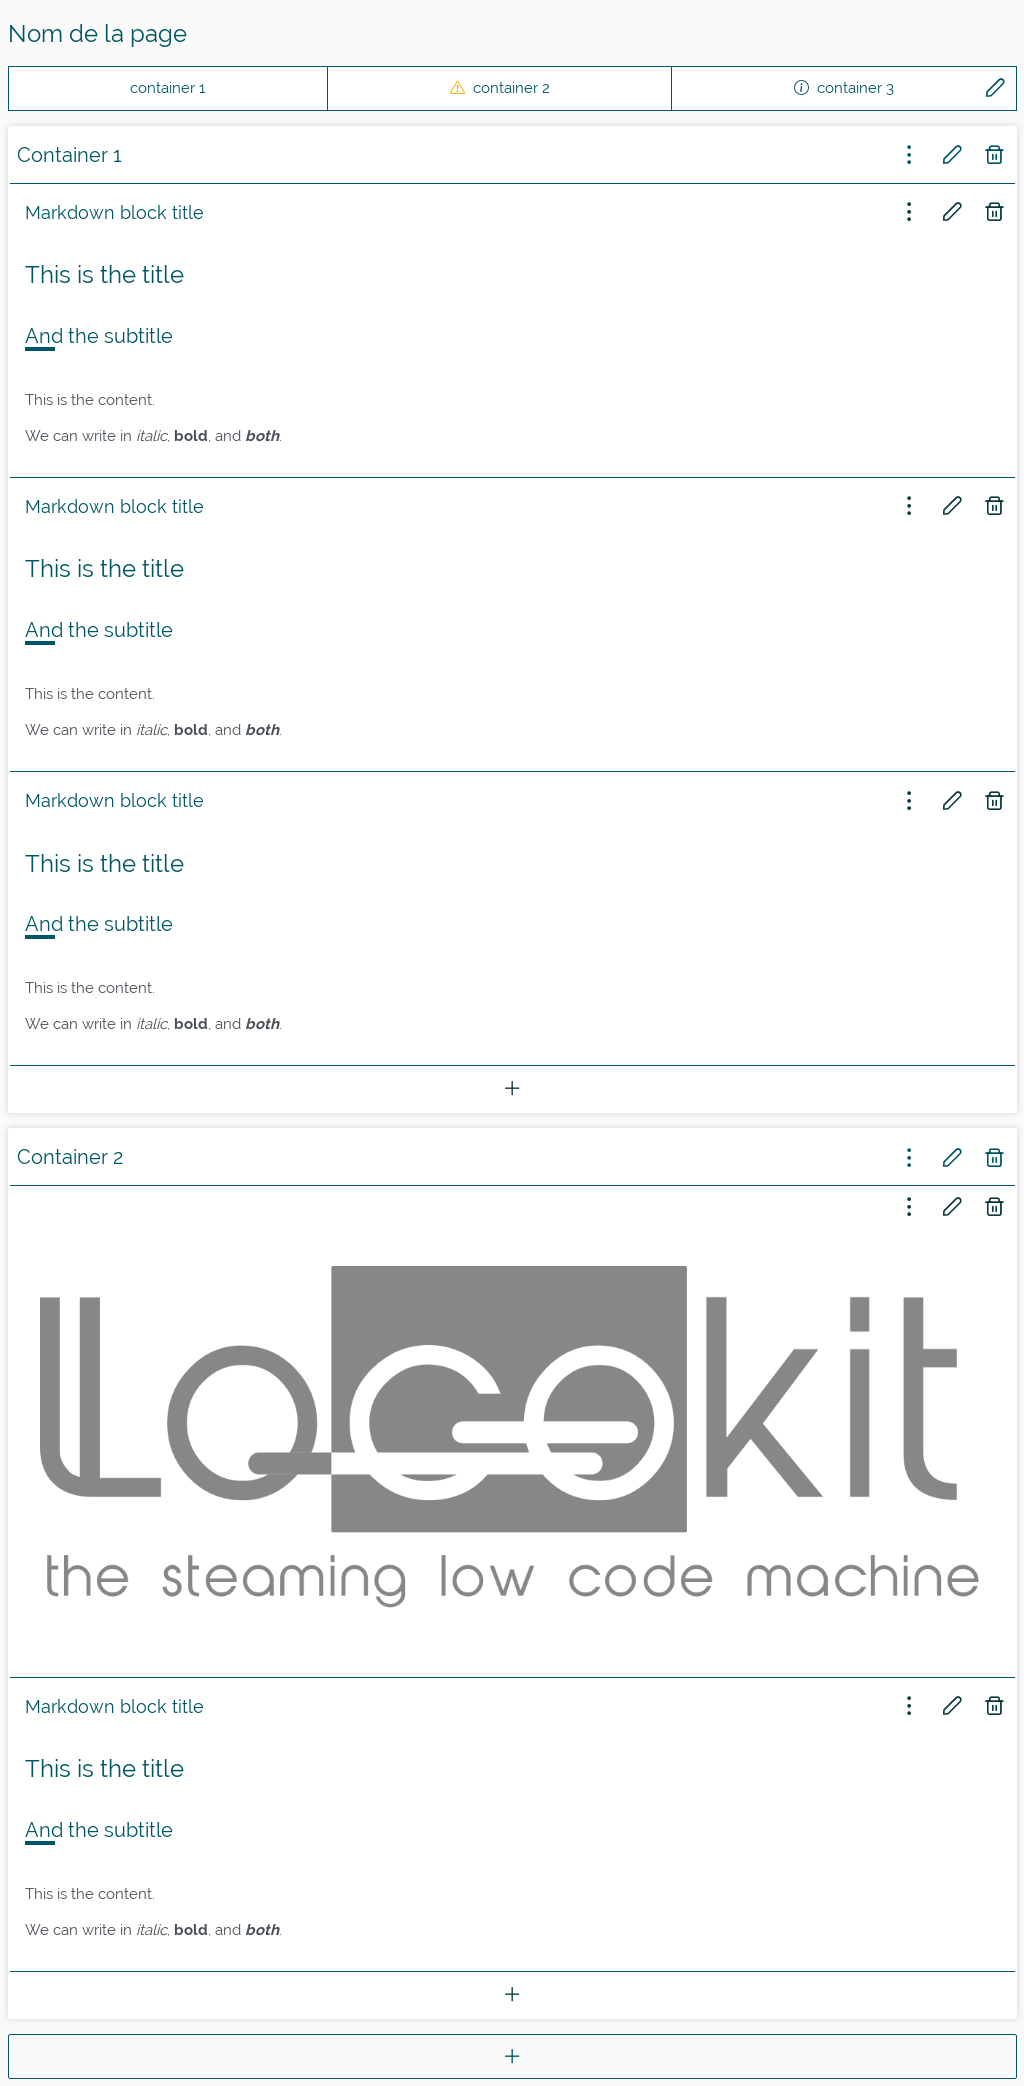 Nom de la page
container 1
container 2
container 3
Container 1
Markdown block title
This is the title
And the subtitle
This is the content.
We can write in italic, bold, and both.
Markdown block title
This is the title
And the subtitle
This is the content.
We can write in italic, bold, and both.
Markdown block title
This is the title
And the subtitle
This is the content.
We can write in italic, bold, and both.
Container 2
Locokit
the steaming low code machine
Markdown block title
This is the title
And the subtitle
This is the content.
We can write in italic, bold, and both.